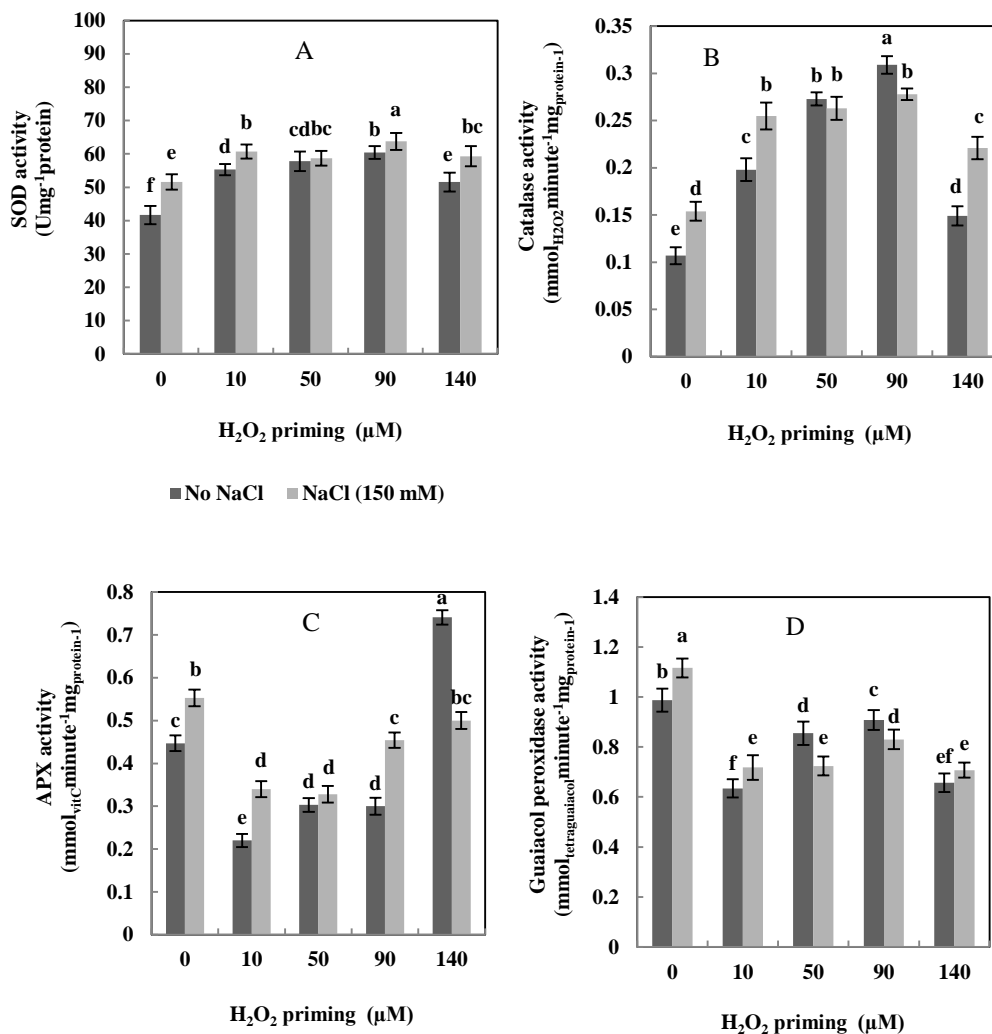 SOD activity
(Umg-1protein)
100
90
80
70
60
50
40
30
20
10
0
A
f
e
d
b
cd
bc
b
a
e
bc
0 10 50 90 140
H2O2 priming (µM)
Catalase activity
(mmolH2O2minute-1mgprotein-1)
0.35
0.3
0.25
0.2
0.15
0.1
0.05
0
B
e
d
c
b
b
b
a
b
d
c
0 10 50 90 140
H2O2 priming (µM)
No NaCl NaCl (150 mM)
APX activity
(mmolvitCminute-1mgprotein-1)
0.8
0.7
0.6
0.5
0.4
0.3
0.2
0.1
0
C
c
b
e
d
d
d
d
c
a
bc
0 10 50 90 140
H2O2 priming (µM)
Guaiacol peroxidase activity
(mmoltetraguaiacolminute-1mgprotein-1)
1.4
1.2
1
0.8
0.6
0.4
0.2
0
D
b
a
f
e
d
e
c
d
ef
e
0 10 50 90 140
H2O2 priming (µM)